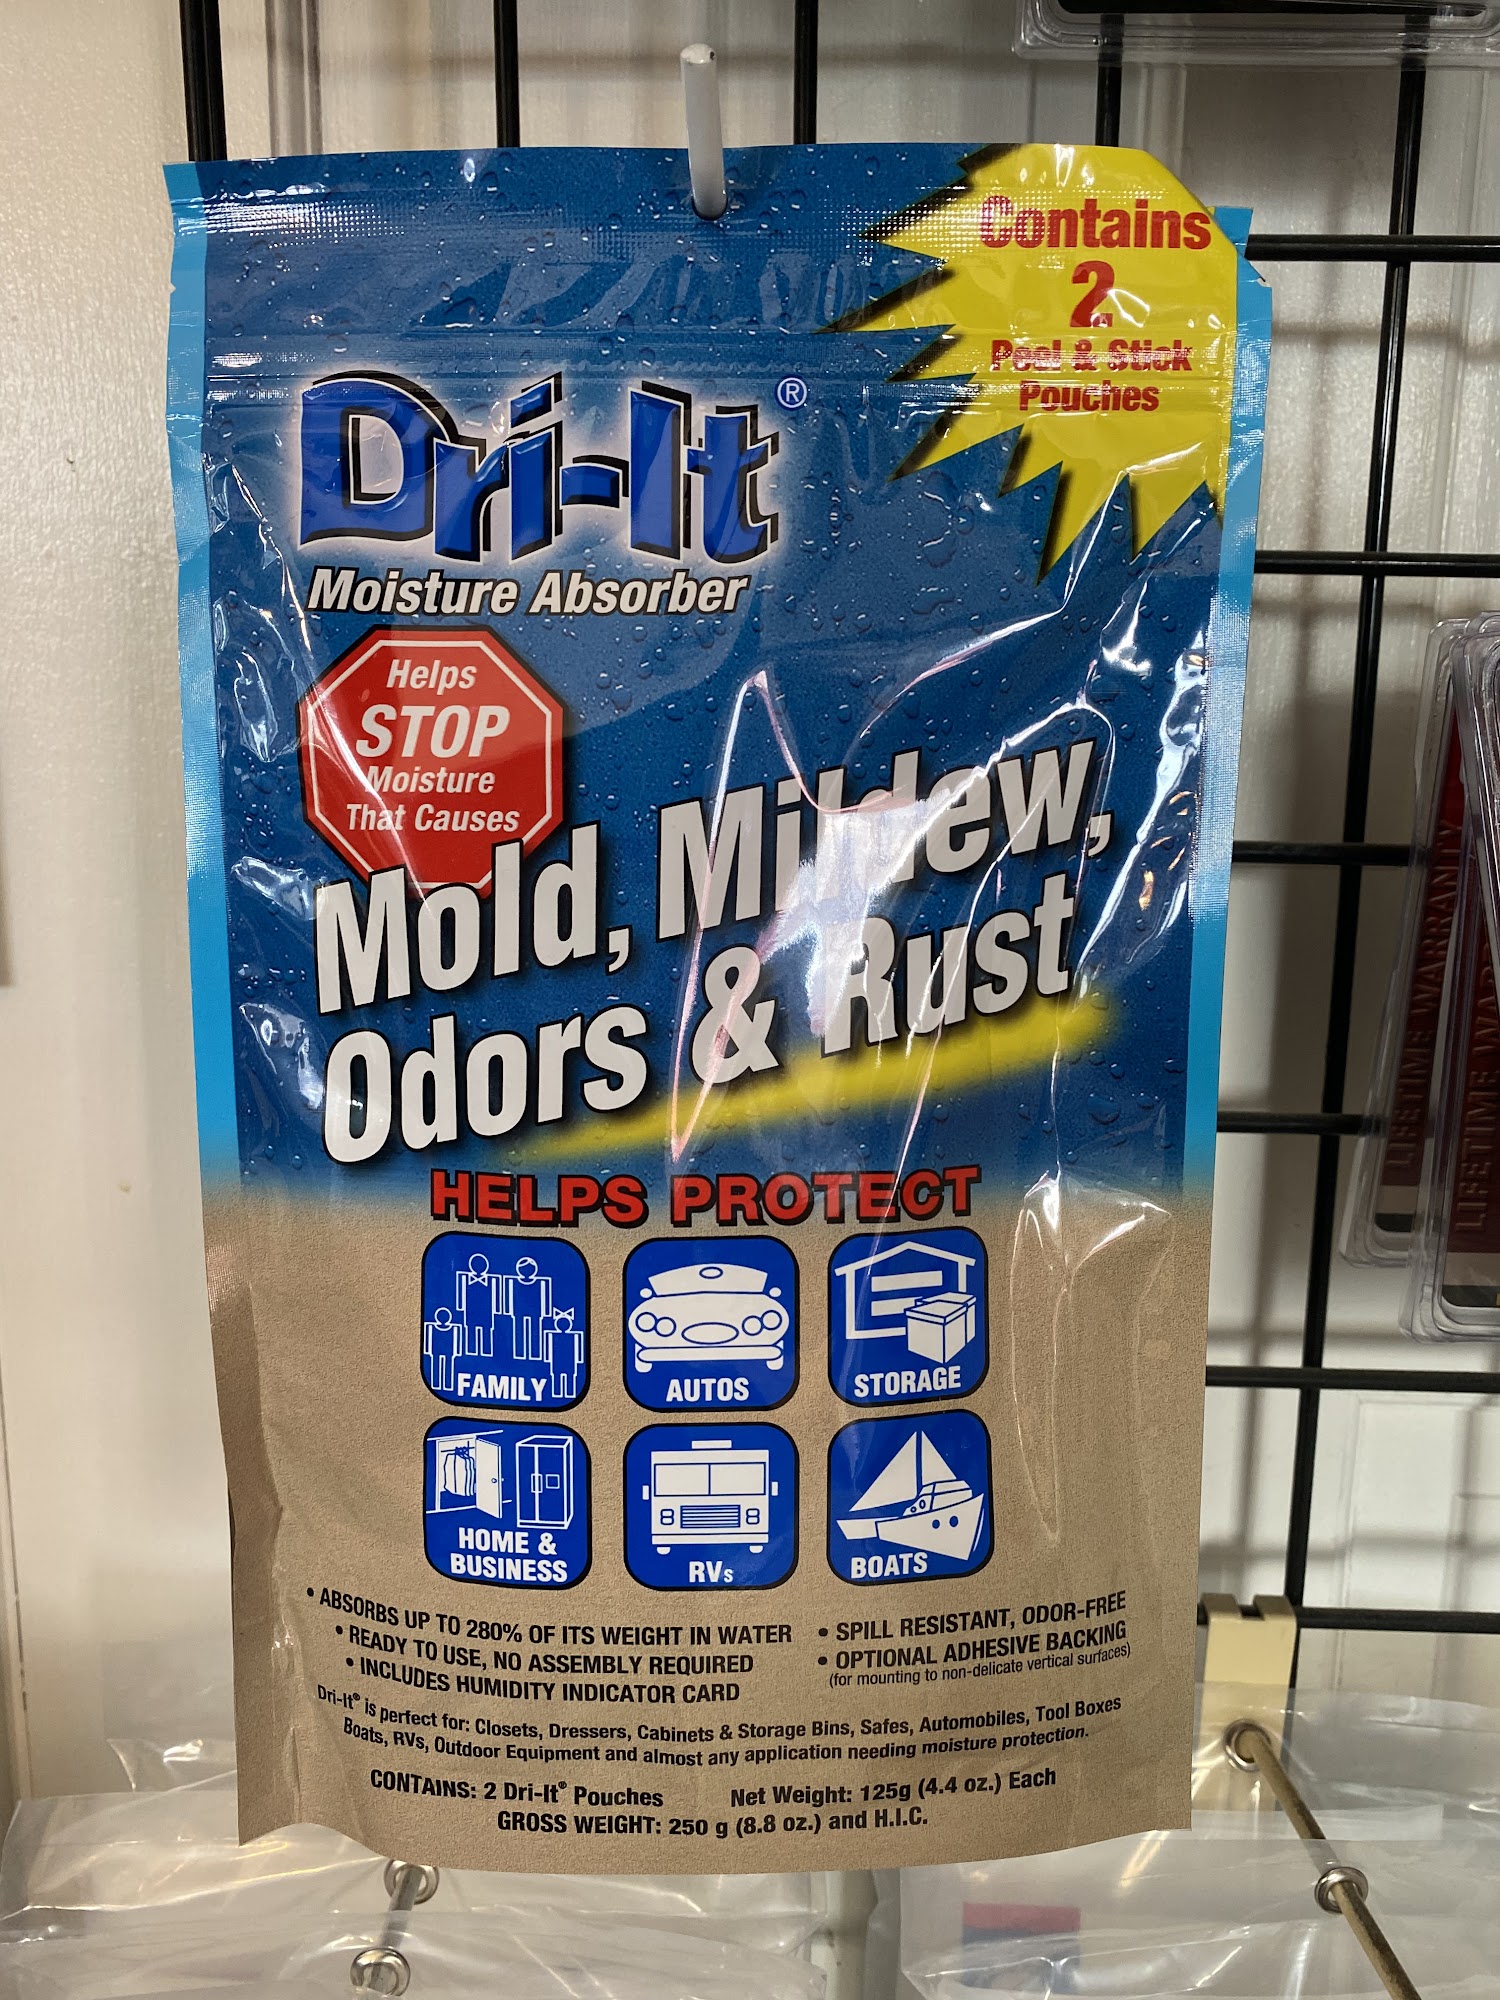 Contains
2
Peel & Stick
Pouches
Dri-It®
Moisture Absorber
Helps
STOP
Moisture
That Causes
Mold, Mildew,
Odors & Rust
HELPS PROTECT
FAMILY
AUTOS
STORAGE
HOME &
BUSINESS
RVs
BOATS
• ABSORBS UP TO 280% OF ITS WEIGHT IN WATER
• READY TO USE, NO ASSEMBLY REQUIRED
• INCLUDES HUMIDITY INDICATOR CARD
• SPILL RESISTANT, ODOR-FREE
• OPTIONAL ADHESIVE BACKING
(for mounting to non-delicate vertical surfaces)
Dri-It® is perfect for: Closets, Dressers, Cabinets & Storage Bins, Safes, Automobiles, Tool Boxes
Boats, RVs, Outdoor Equipment and almost any application needing moisture protection.
CONTAINS: 2 Dri-It® Pouches Net Weight: 125g (4.4 oz.) Each
GROSS WEIGHT: 250 g (8.8 oz.) and H.I.C.
LIFETIME WARRANTY
LIFETIME WAR